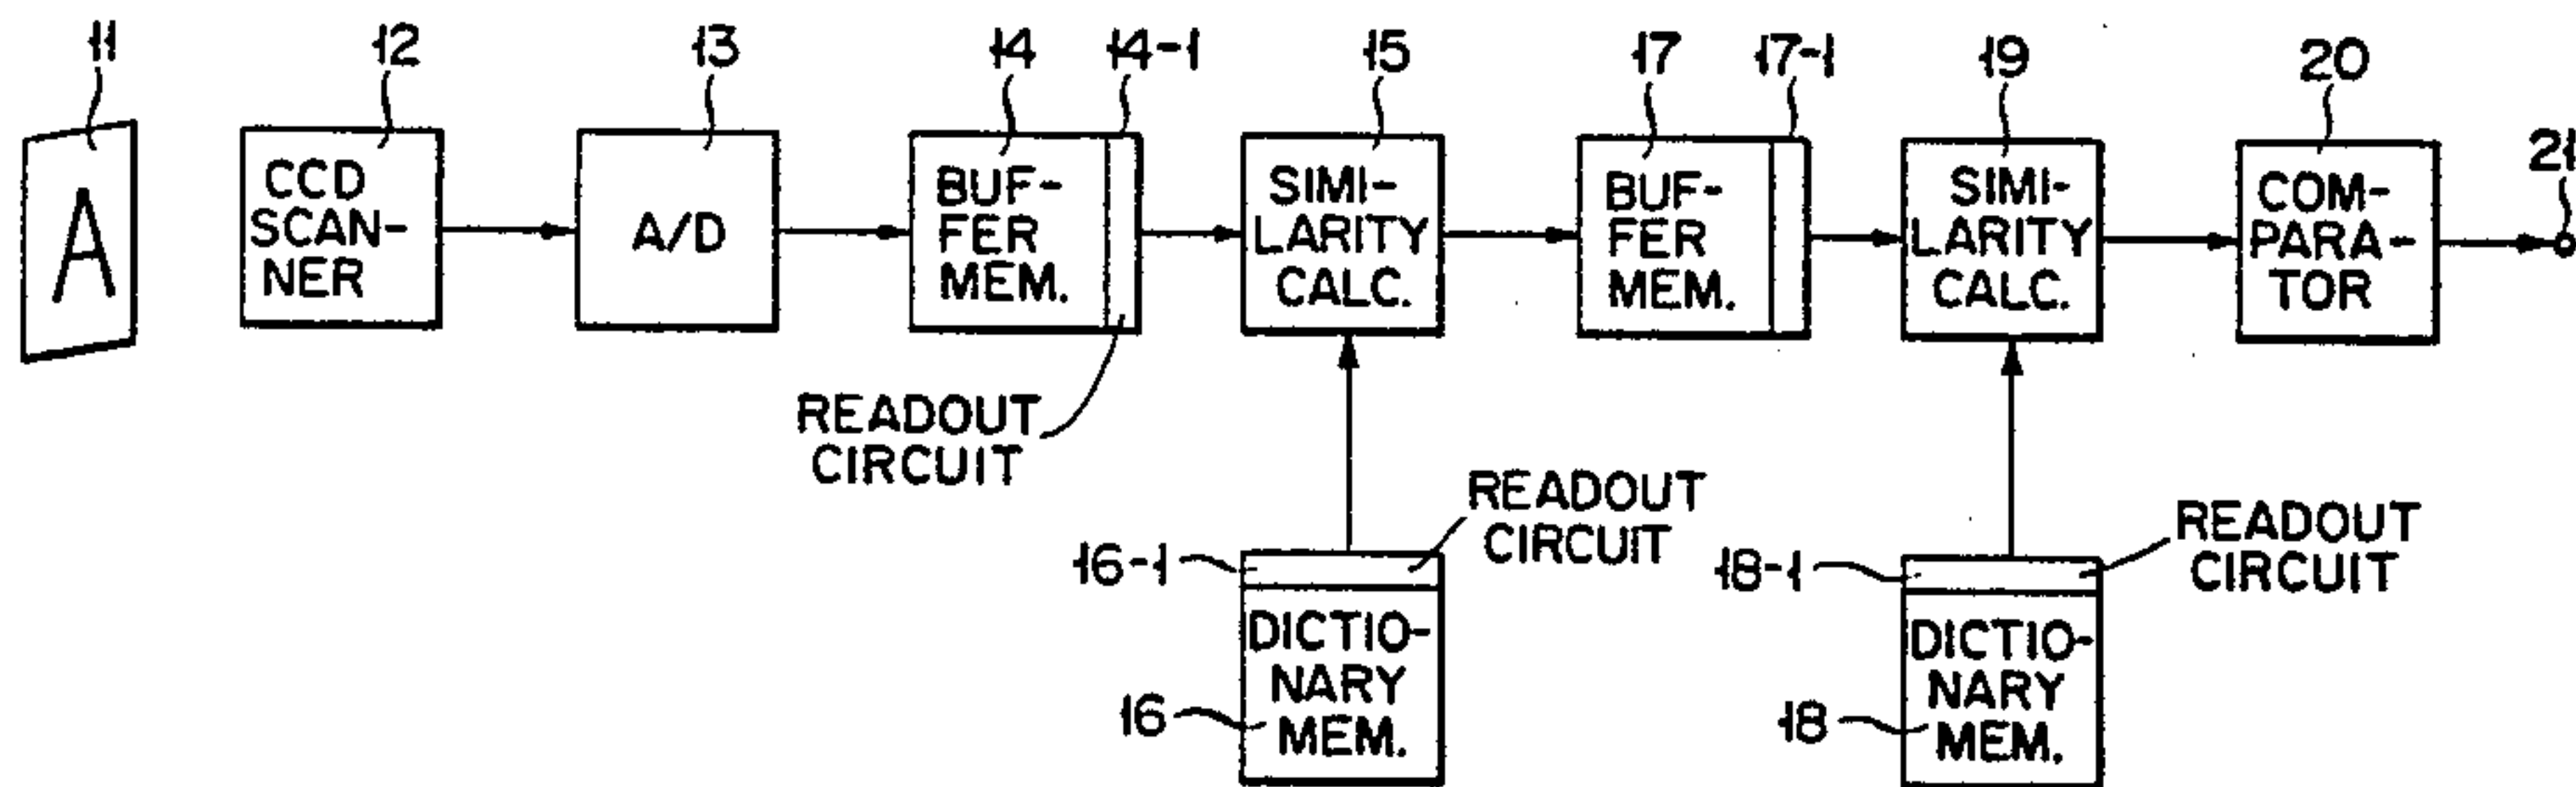 11
12
13
14
14-1
15
17
17-1
19
20
21
A
CCD
SCAN-
NER
A/D
BUF-
FER
MEM.
SIMI-
LARITY
CALC.
BUF-
FER
MEM.
SIMI-
LARITY
CALC.
COM-
PARA-
TOR
READOUT
CIRCUIT
16-1
READOUT
CIRCUIT
18-1
READOUT
CIRCUIT
16
DICTIO-
NARY
MEM.
18
DICTIO-
NARY
MEM.